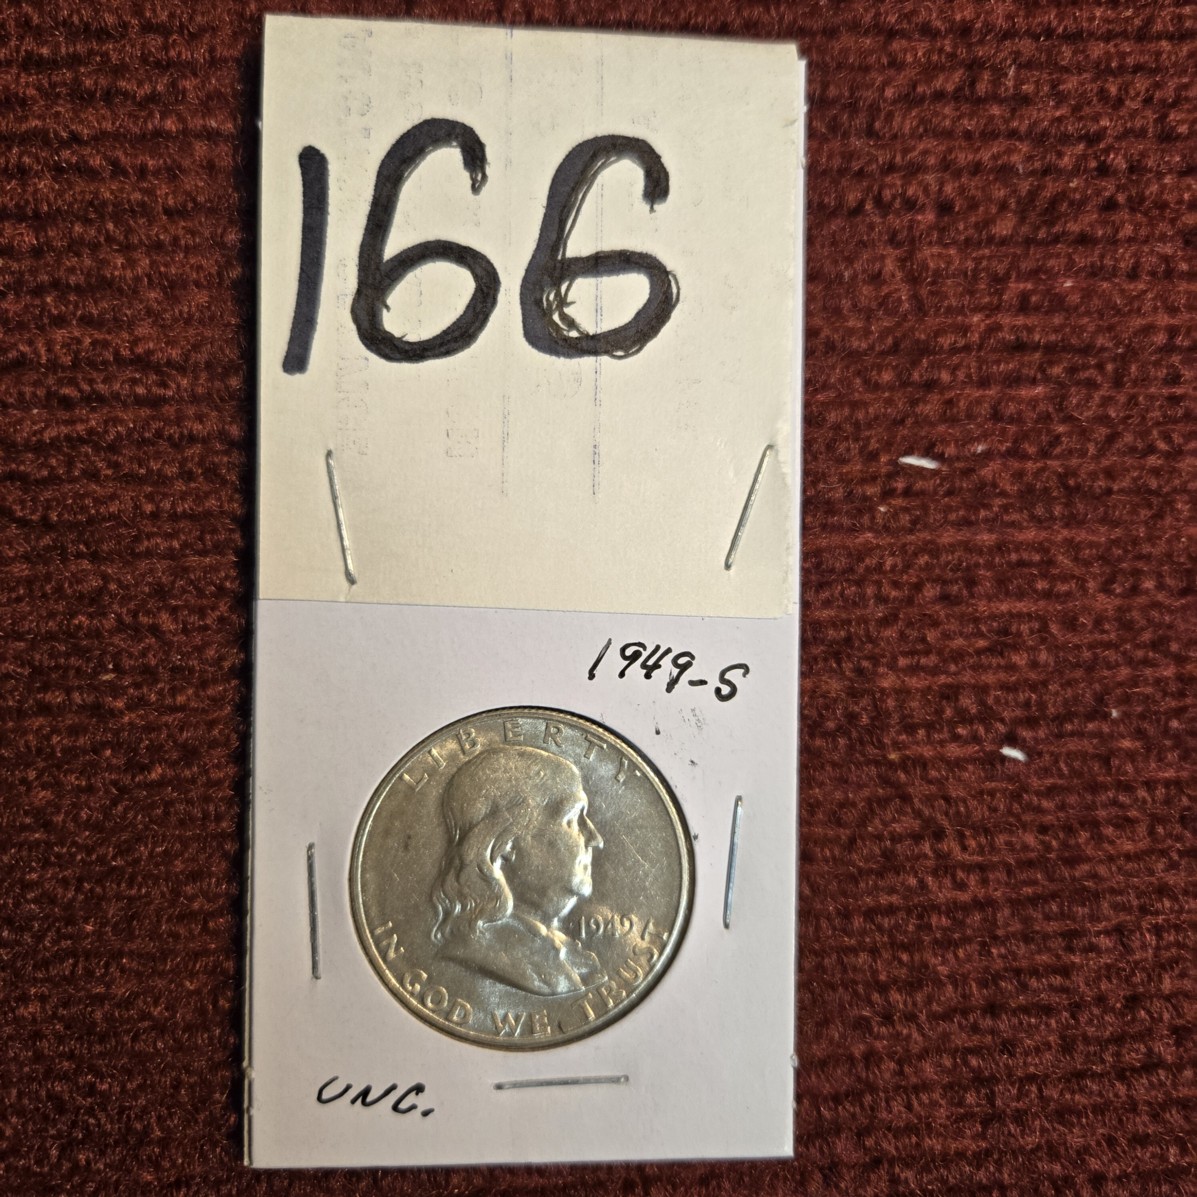 166
1949-S
LIBERTY
1949
IN GOD WE TRUST
UNC.